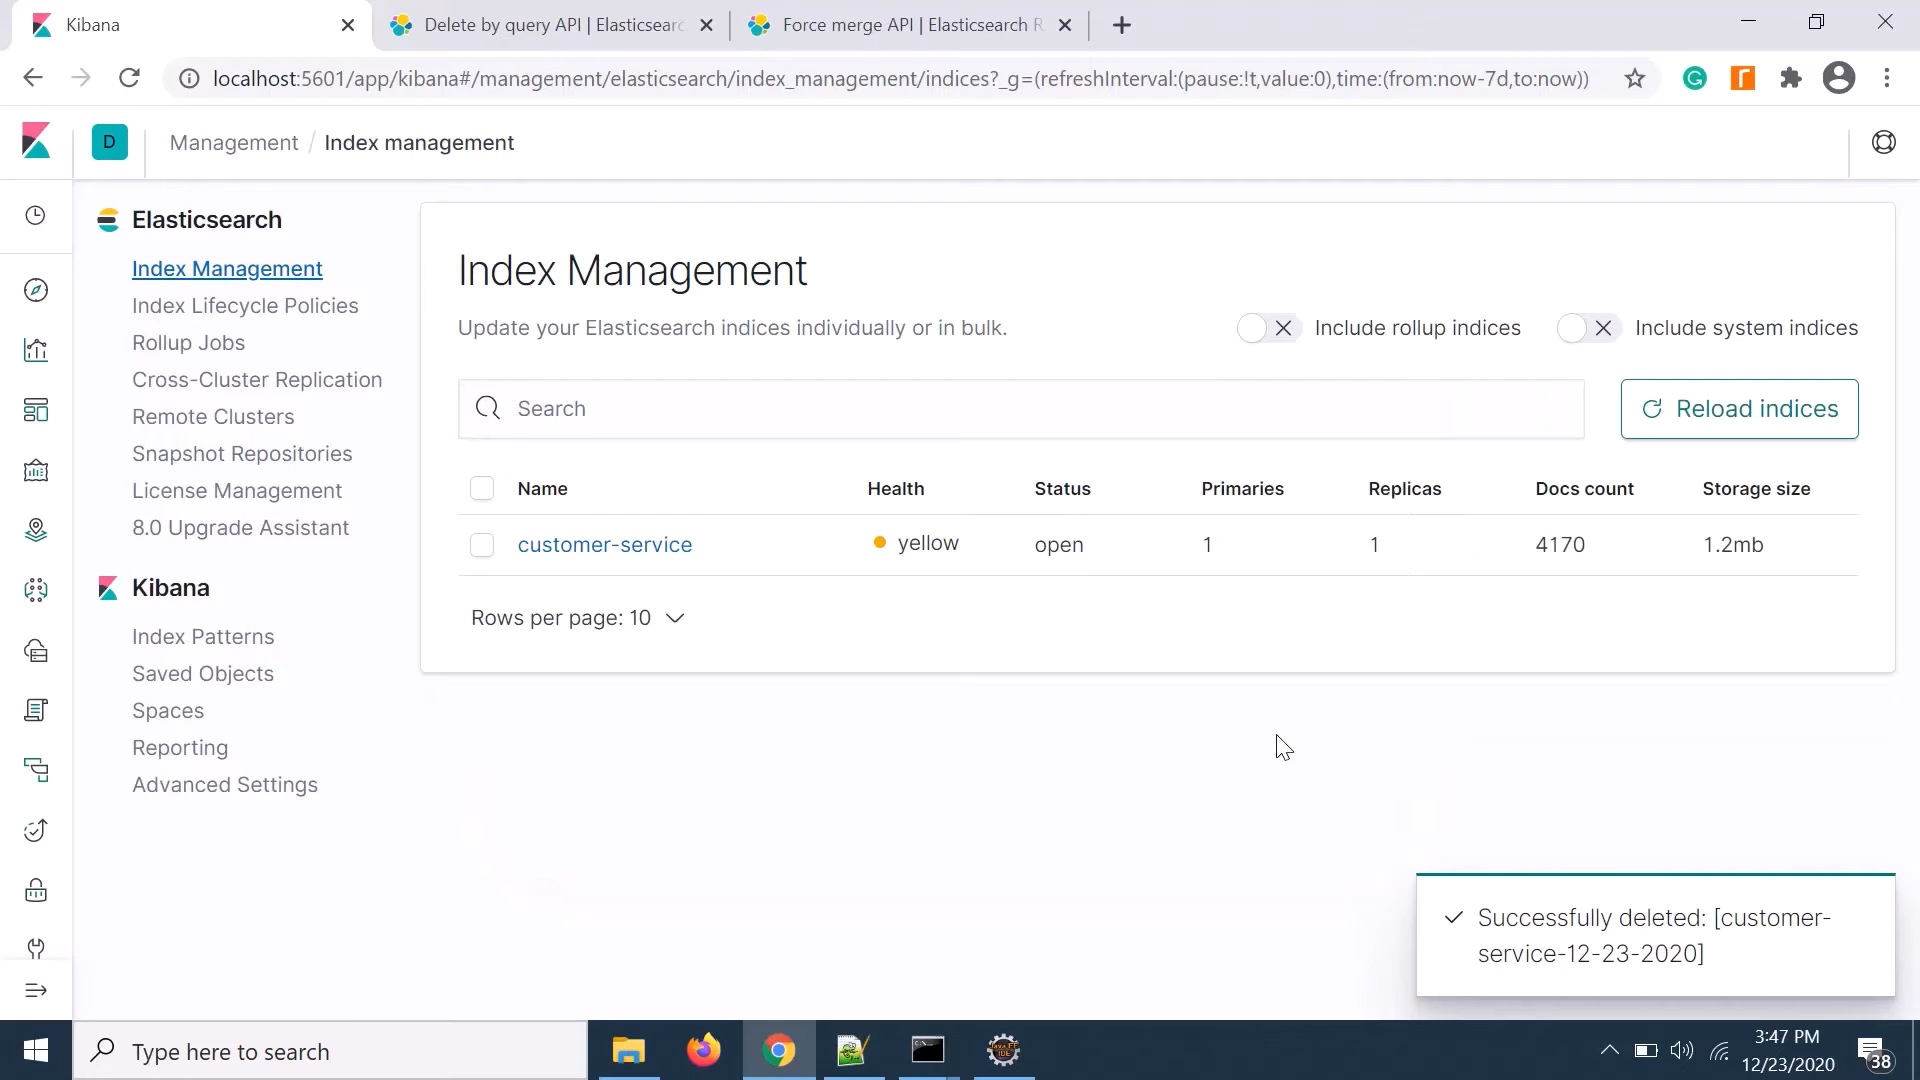 Kibana
Delete by query API | Elasticsearc
Force merge API | Elasticsearch R
localhost:5601/app/kibana#/management/elasticsearch/index_management/indices?_g=(refreshInterval:(pause:!t,value:0),time:(from:now-7d,to:now))
D
Management / Index management
Elasticsearch
Index Management
Index Lifecycle Policies
Rollup Jobs
Cross-Cluster Replication
Remote Clusters
Snapshot Repositories
License Management
8.0 Upgrade Assistant
Kibana
Index Patterns
Saved Objects
Spaces
Reporting
Advanced Settings
Index Management
Update your Elasticsearch indices individually or in bulk.
Include rollup indices
Include system indices
Search
Reload indices
Name Health Status Primaries Replicas Docs count Storage size
customer-service yellow open 1 1 4170 1.2mb
Rows per page: 10
Successfully deleted: [customer-
service-12-23-2020]
Type here to search
3:47 PM
12/23/2020
38